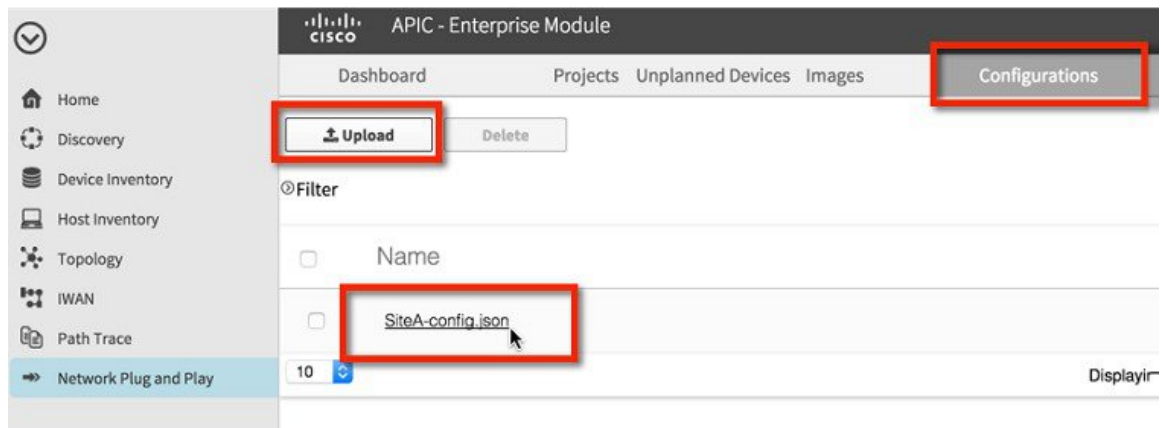 CISCO
APIC - Enterprise Module
Dashboard Projects Unplanned Devices Images Configurations
Home
Discovery
Device Inventory
Host Inventory
Topology
IWAN
Path Trace
Network Plug and Play
Upload Delete
Filter
Name
SiteA-config.json
10